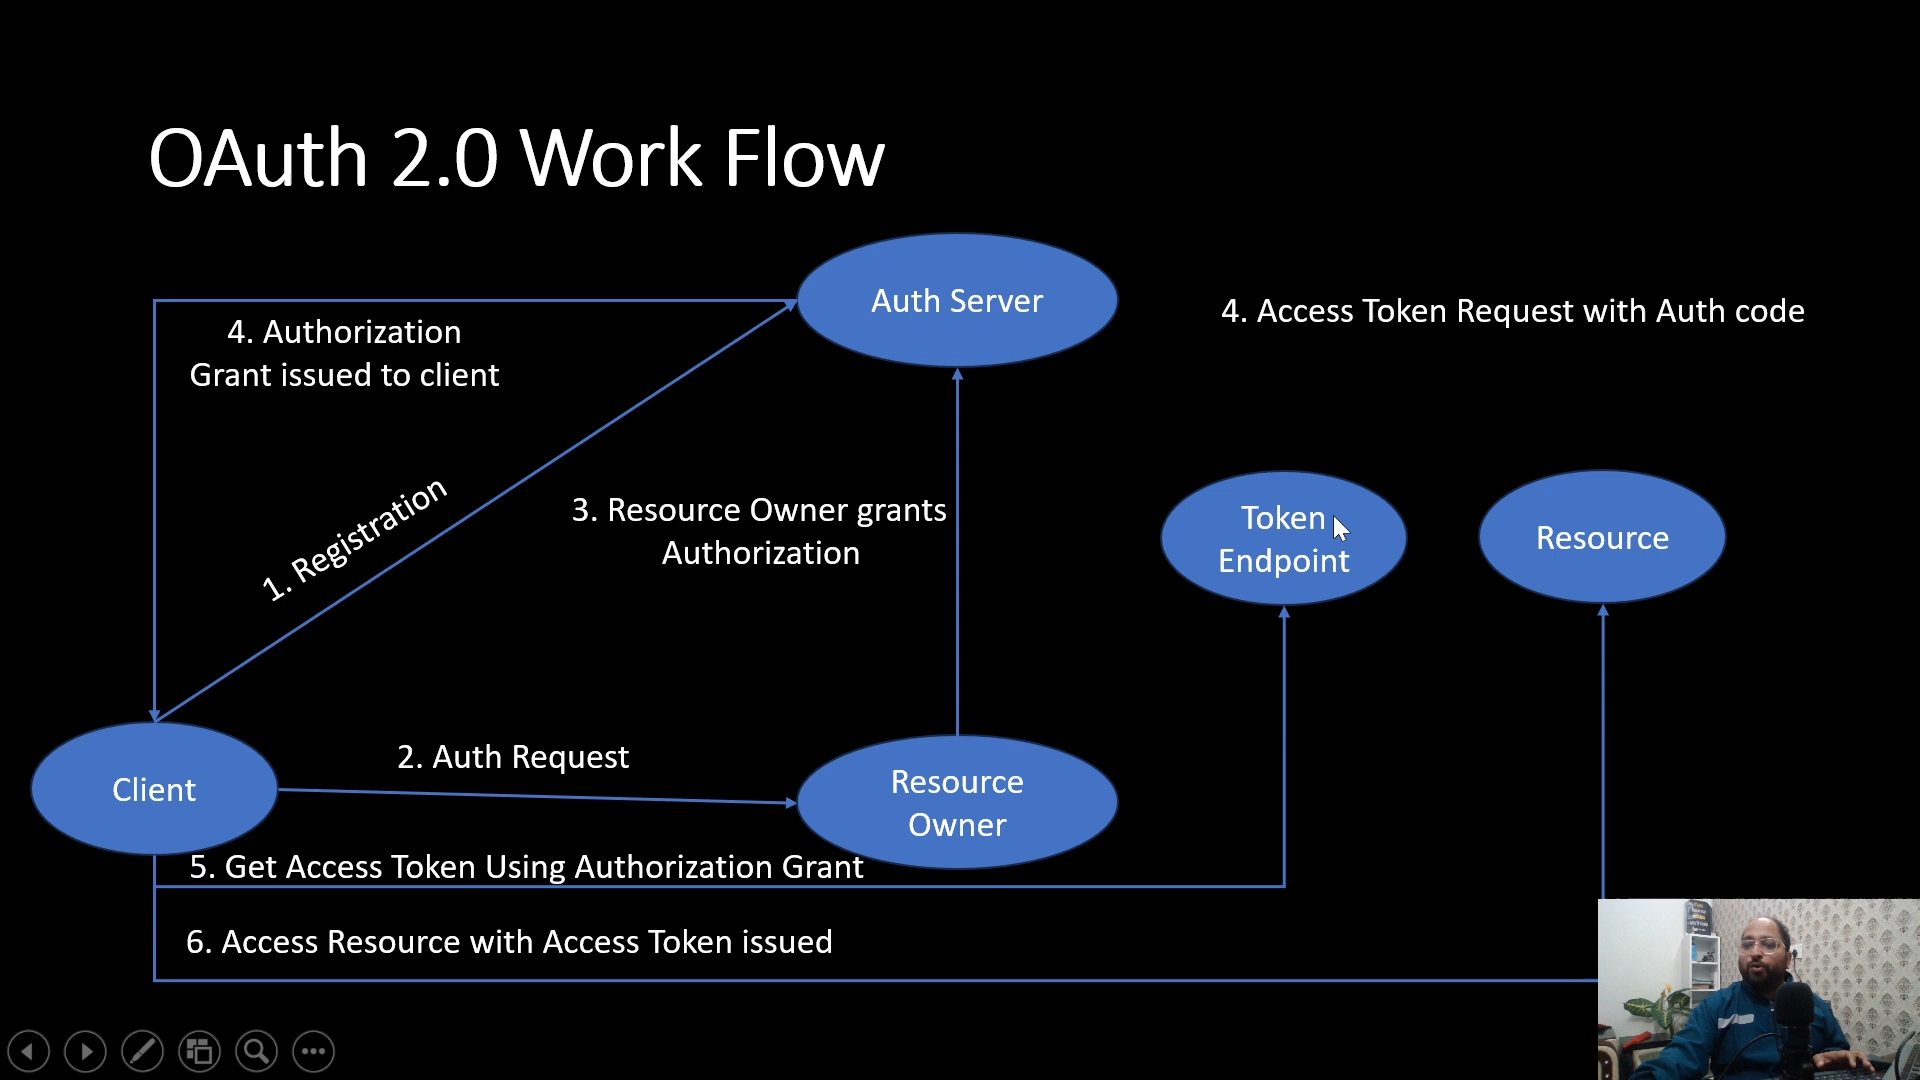 OAuth 2.0 Work Flow
Auth Server
4. Access Token Request with Auth code
4. Authorization
Grant issued to client
1. Registration
3. Resource Owner grants
Authorization
Token
Endpoint
Resource
2. Auth Request
Client
Resource
Owner
5. Get Access Token Using Authorization Grant
6. Access Resource with Access Token issued